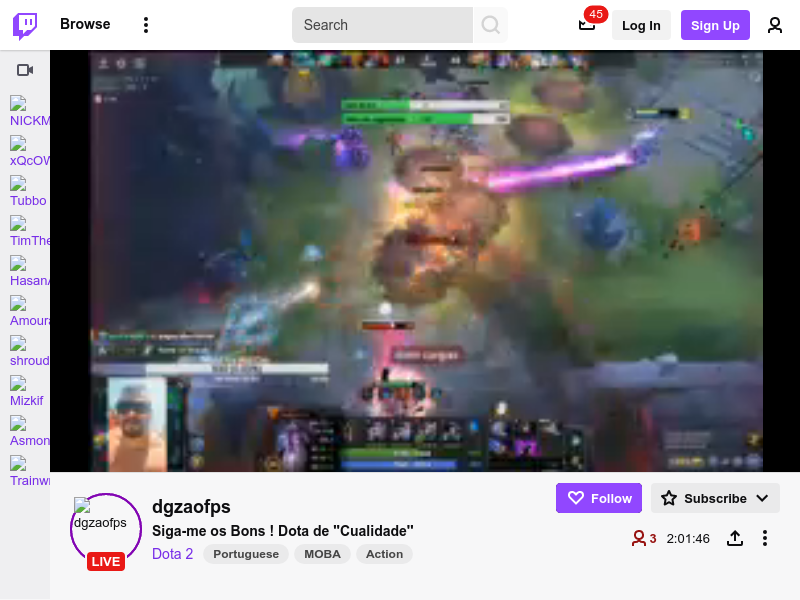 Browse
Search
45
Log In
Sign Up
NICKM
xQcOW
Tubbo
TimThe
HasanA
Amoura
shroud
Mizkif
Asmon
Trainw
dgzaofps
LIVE
dgzaofps
Siga-me os Bons ! Dota de "Cualidade"
Dota 2
Portuguese
MOBA
Action
Follow
Subscribe
3
2:01:46